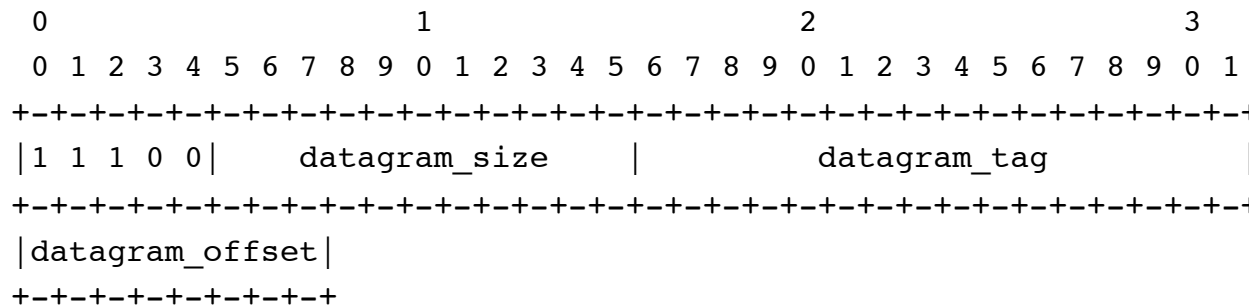 0                   1                   2                   3
 0 1 2 3 4 5 6 7 8 9 0 1 2 3 4 5 6 7 8 9 0 1 2 3 4 5 6 7 8 9 0 1
+-+-+-+-+-+-+-+-+-+-+-+-+-+-+-+-+-+-+-+-+-+-+-+-+-+-+-+-+-+-+-+-+
|1 1 1 0 0|    datagram_size    |         datagram_tag          |
+-+-+-+-+-+-+-+-+-+-+-+-+-+-+-+-+-+-+-+-+-+-+-+-+-+-+-+-+-+-+-+-+
|datagram_offset|
+-+-+-+-+-+-+-+-+